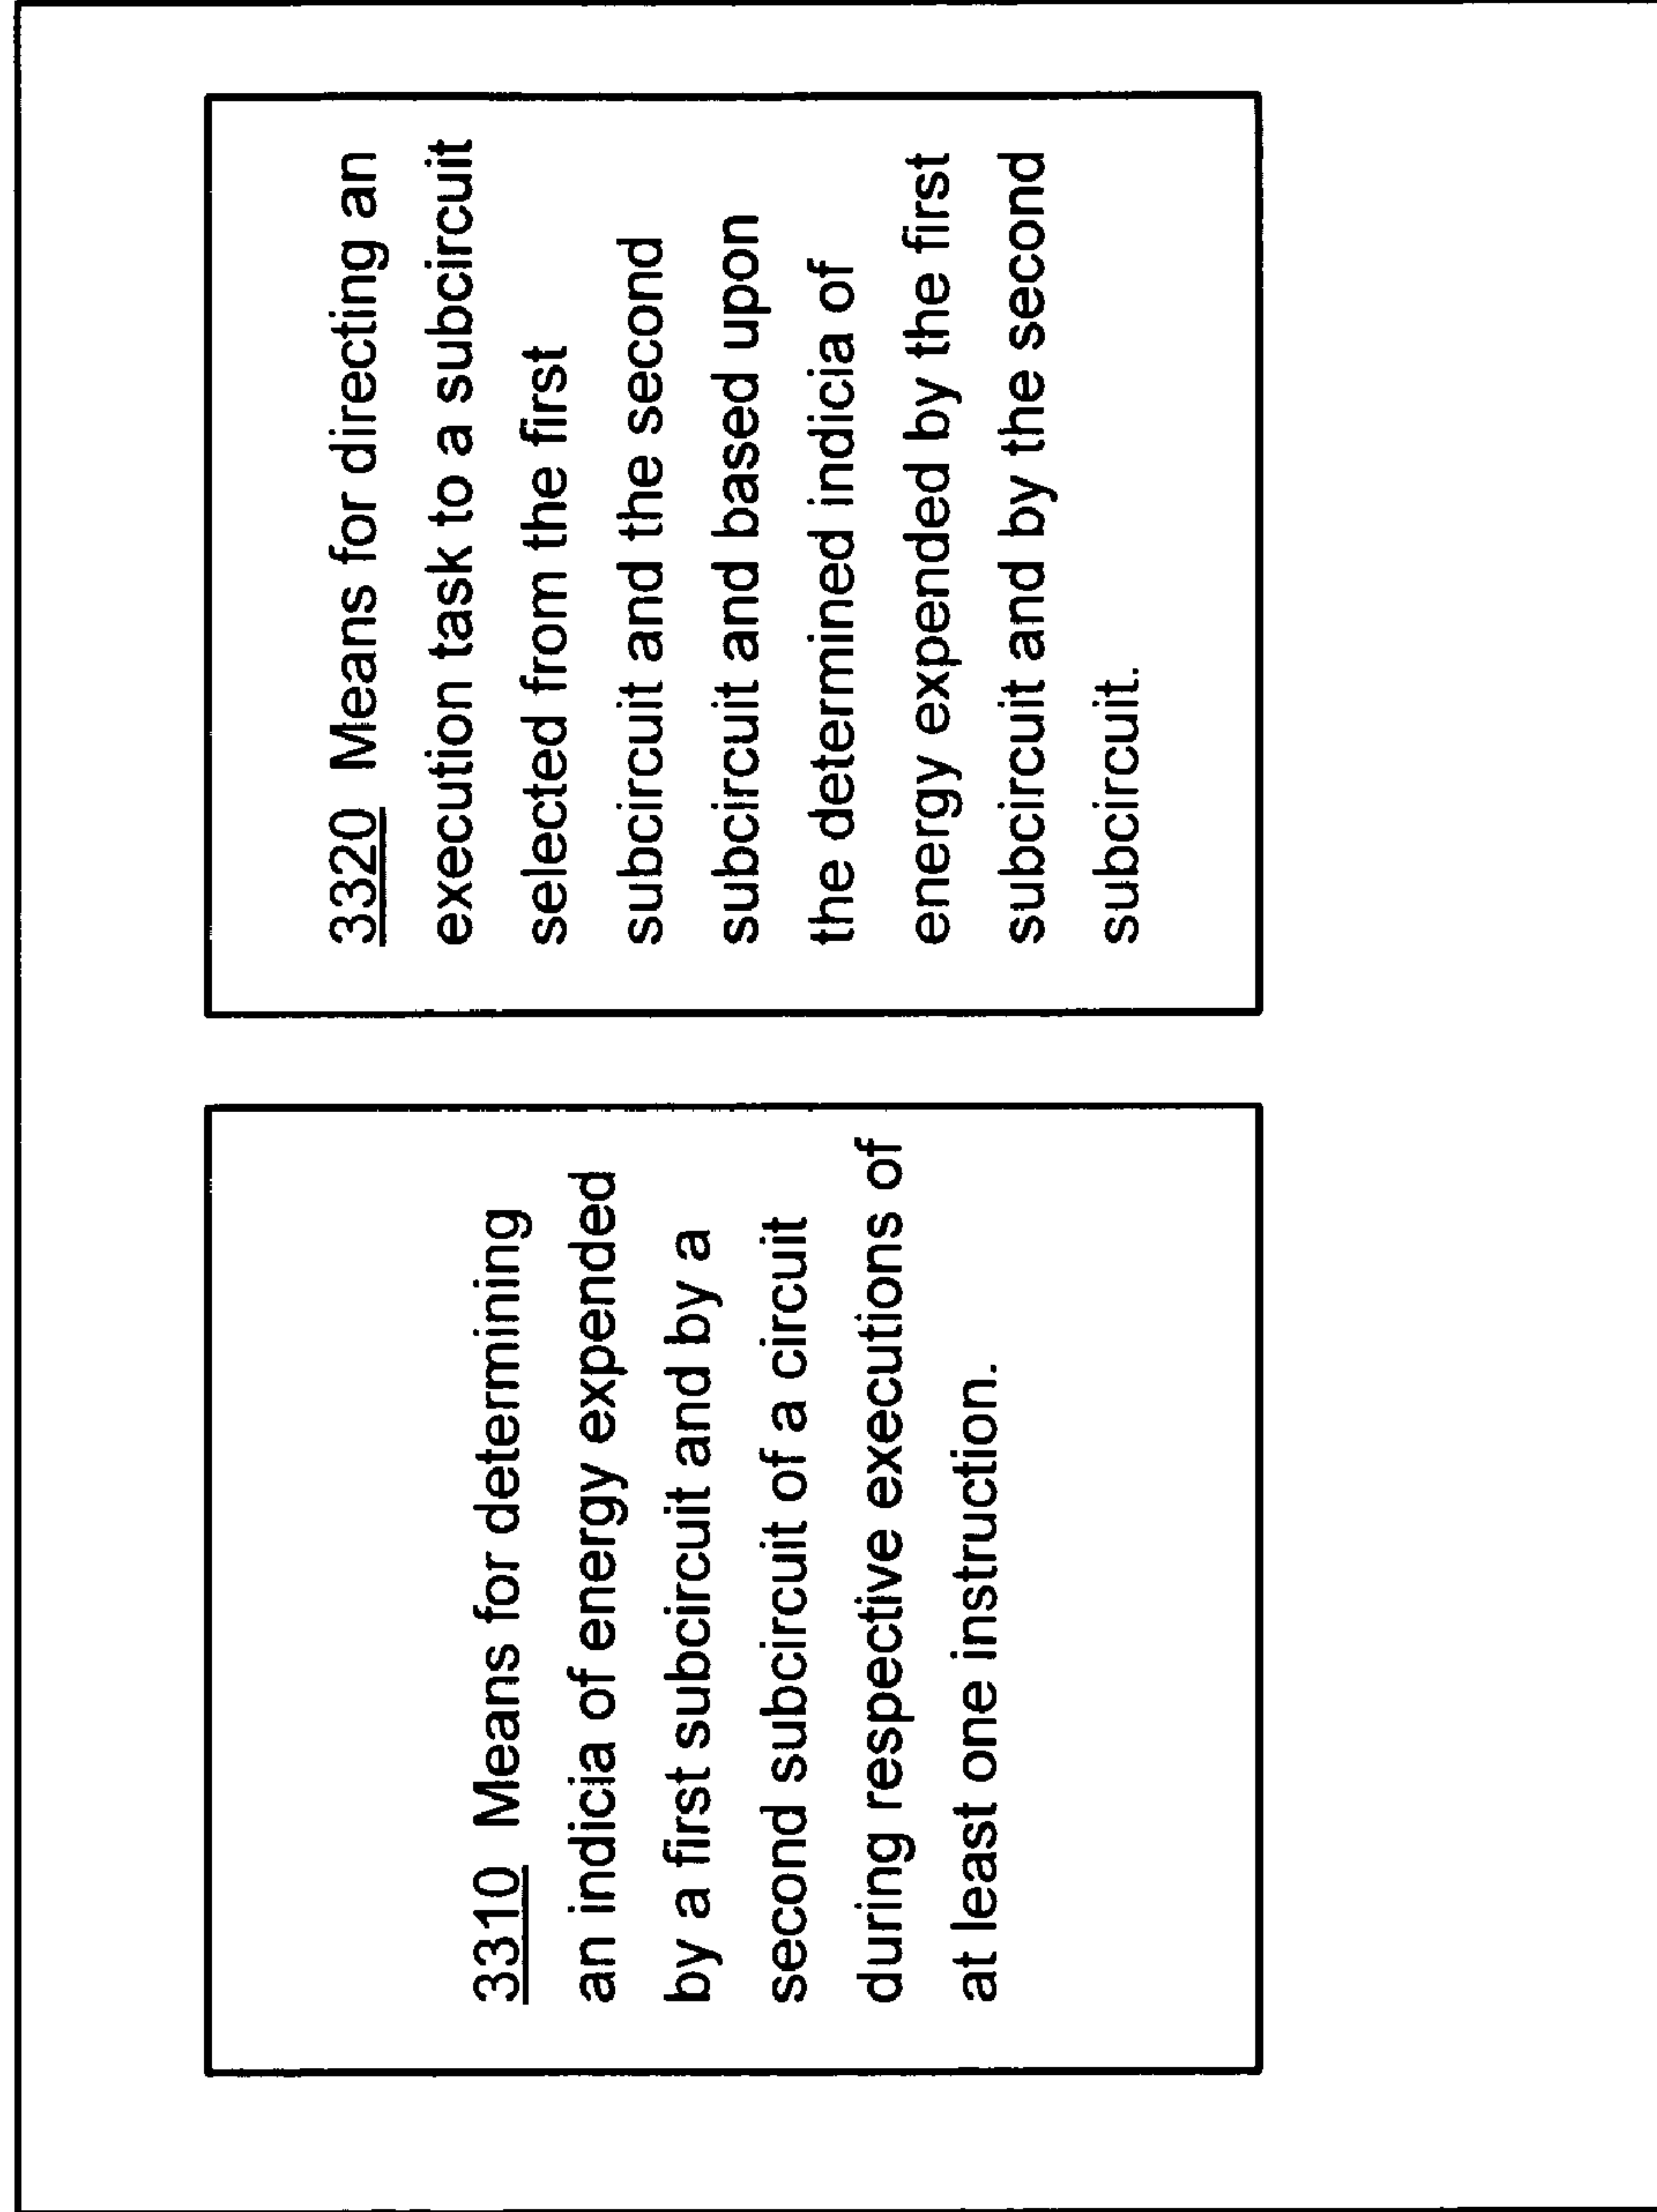 3310 Means for determining
an indicia of energy expended
by a first subcircuit and by a
second subcircuit of a circuit
during respective executions of
at least one instruction.
3320 Means for directing an
execution task to a subcircuit
selected from the first
subcircuit and the second
subcircuit and based upon
the determined indicia of
energy expended by the first
subcircuit and by the second
subcircuit.